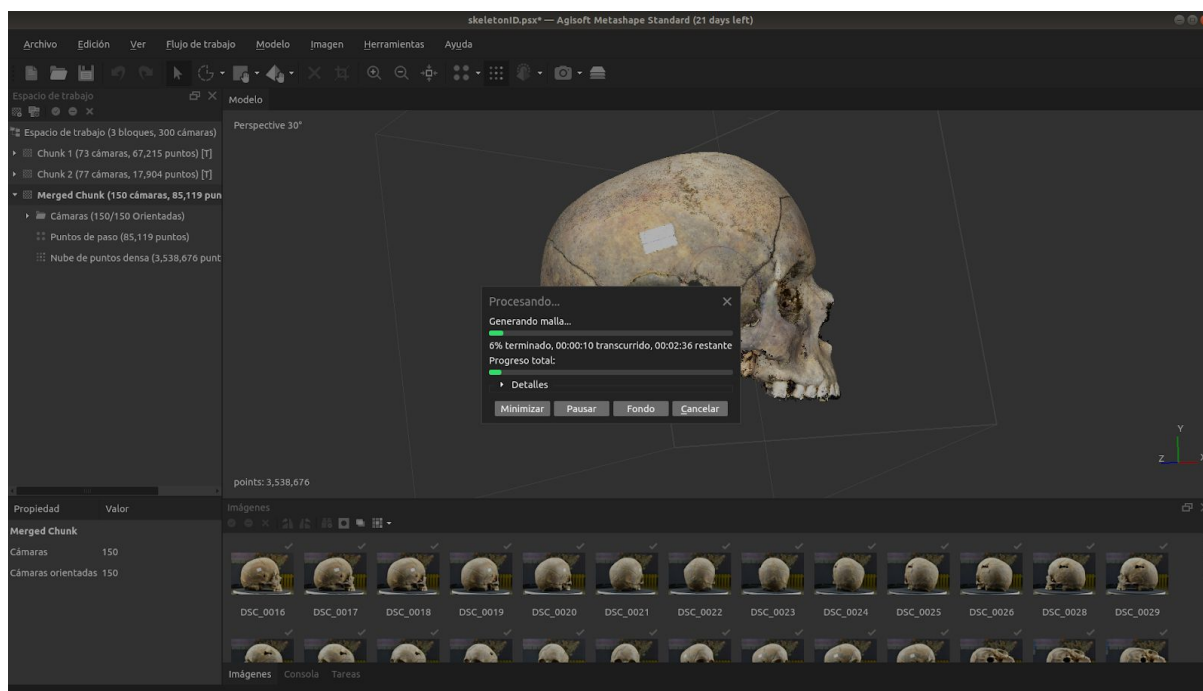 skeletonID.psx* — Agisoft Metashape Standard (21 days left)
Archivo Edición Ver Flujo de trabajo Modelo Imagen Herramientas Ayuda
Espacio de trabajo
Modelo
Perspective 30°
Espacio de trabajo (3 bloques, 300 cámaras)
Chunk 1 (73 cámaras, 67,215 puntos) [T]
Chunk 2 (77 cámaras, 17,904 puntos) [T]
Merged Chunk (150 cámaras, 85,119 pun
Cámaras (150/150 Orientadas)
Puntos de paso (85,119 puntos)
Nube de puntos densa (3,538,676 punt
Procesando...
Generando malla...
6% terminado, 00:00:10 transcurrido, 00:02:36 restante
Progreso total:
Detalles
Minimizar Pausar Fondo Cancelar
Y
Z X
points: 3,538,676
Propiedad Valor
Merged Chunk
Cámaras 150
Cámaras orientadas 150
Imágenes
DSC_0016 DSC_0017 DSC_0018 DSC_0019 DSC_0020 DSC_0021 DSC_0022 DSC_0023 DSC_0024 DSC_0025 DSC_0026 DSC_0028 DSC_0029
Imágenes Consola Tareas